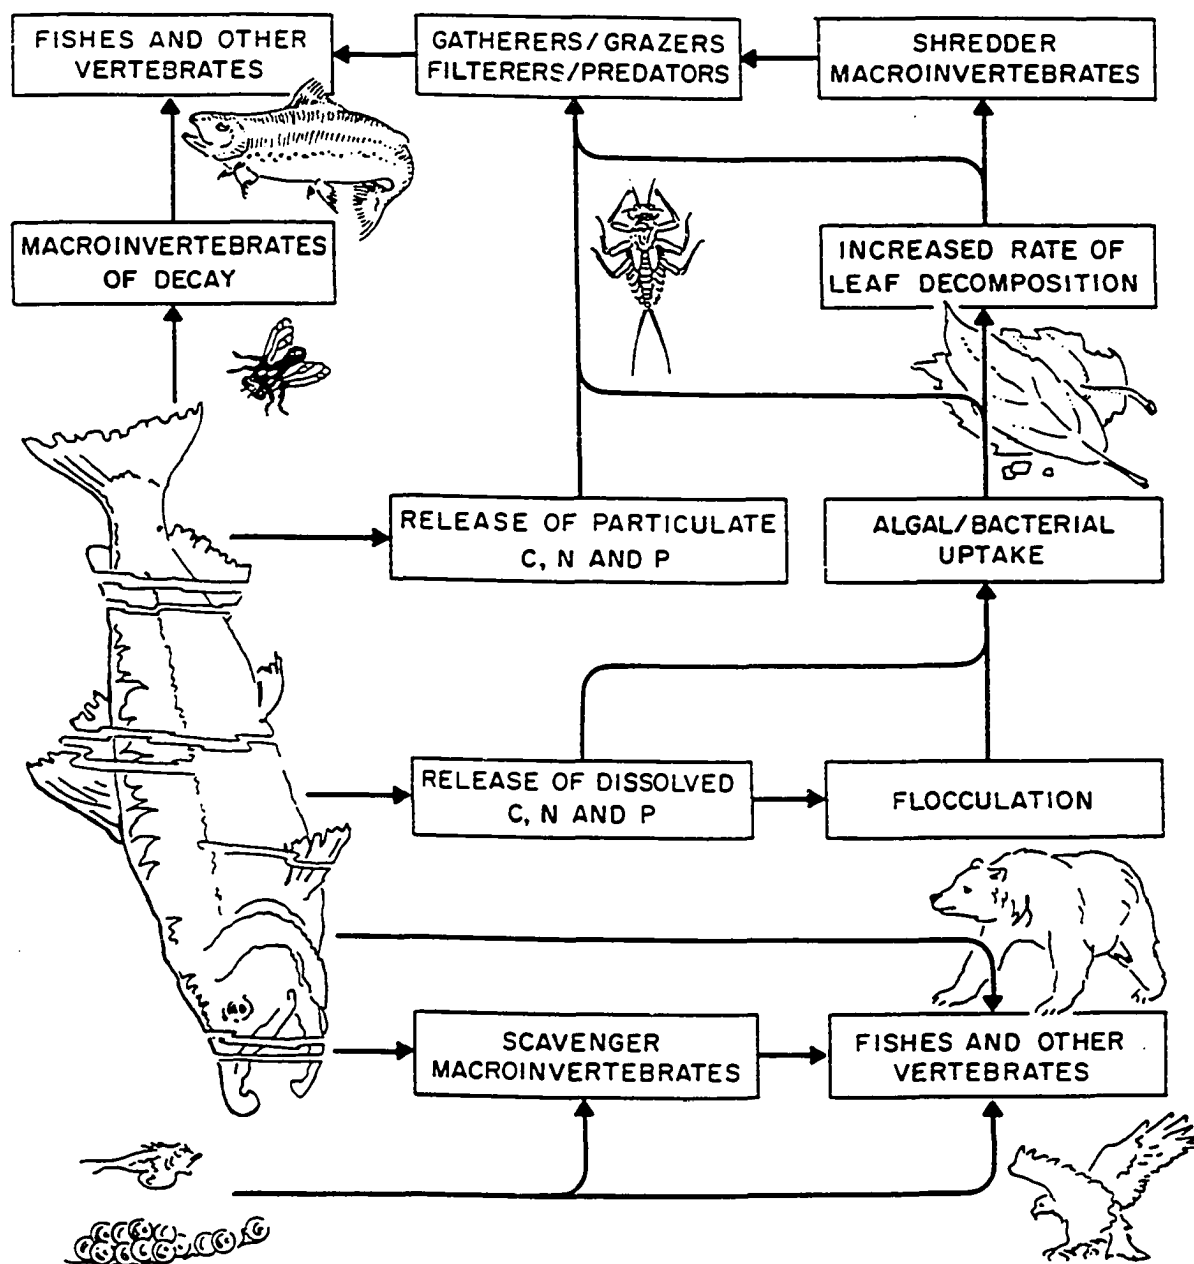 FISHES AND OTHER
VERTEBRATES
GATHERERS/GRAZERS
FILTERERS/PREDATORS
SHREDDER
MACROINVERTEBRATES
MACROINVERTEBRATES
OF DECAY
INCREASED RATE OF
LEAF DECOMPOSITION
RELEASE OF PARTICULATE
C, N AND P
ALGAL/BACTERIAL
UPTAKE
RELEASE OF DISSOLVED
C, N AND P
FLOCCULATION
SCAVENGER
MACROINVERTEBRATES
FISHES AND OTHER
VERTEBRATES